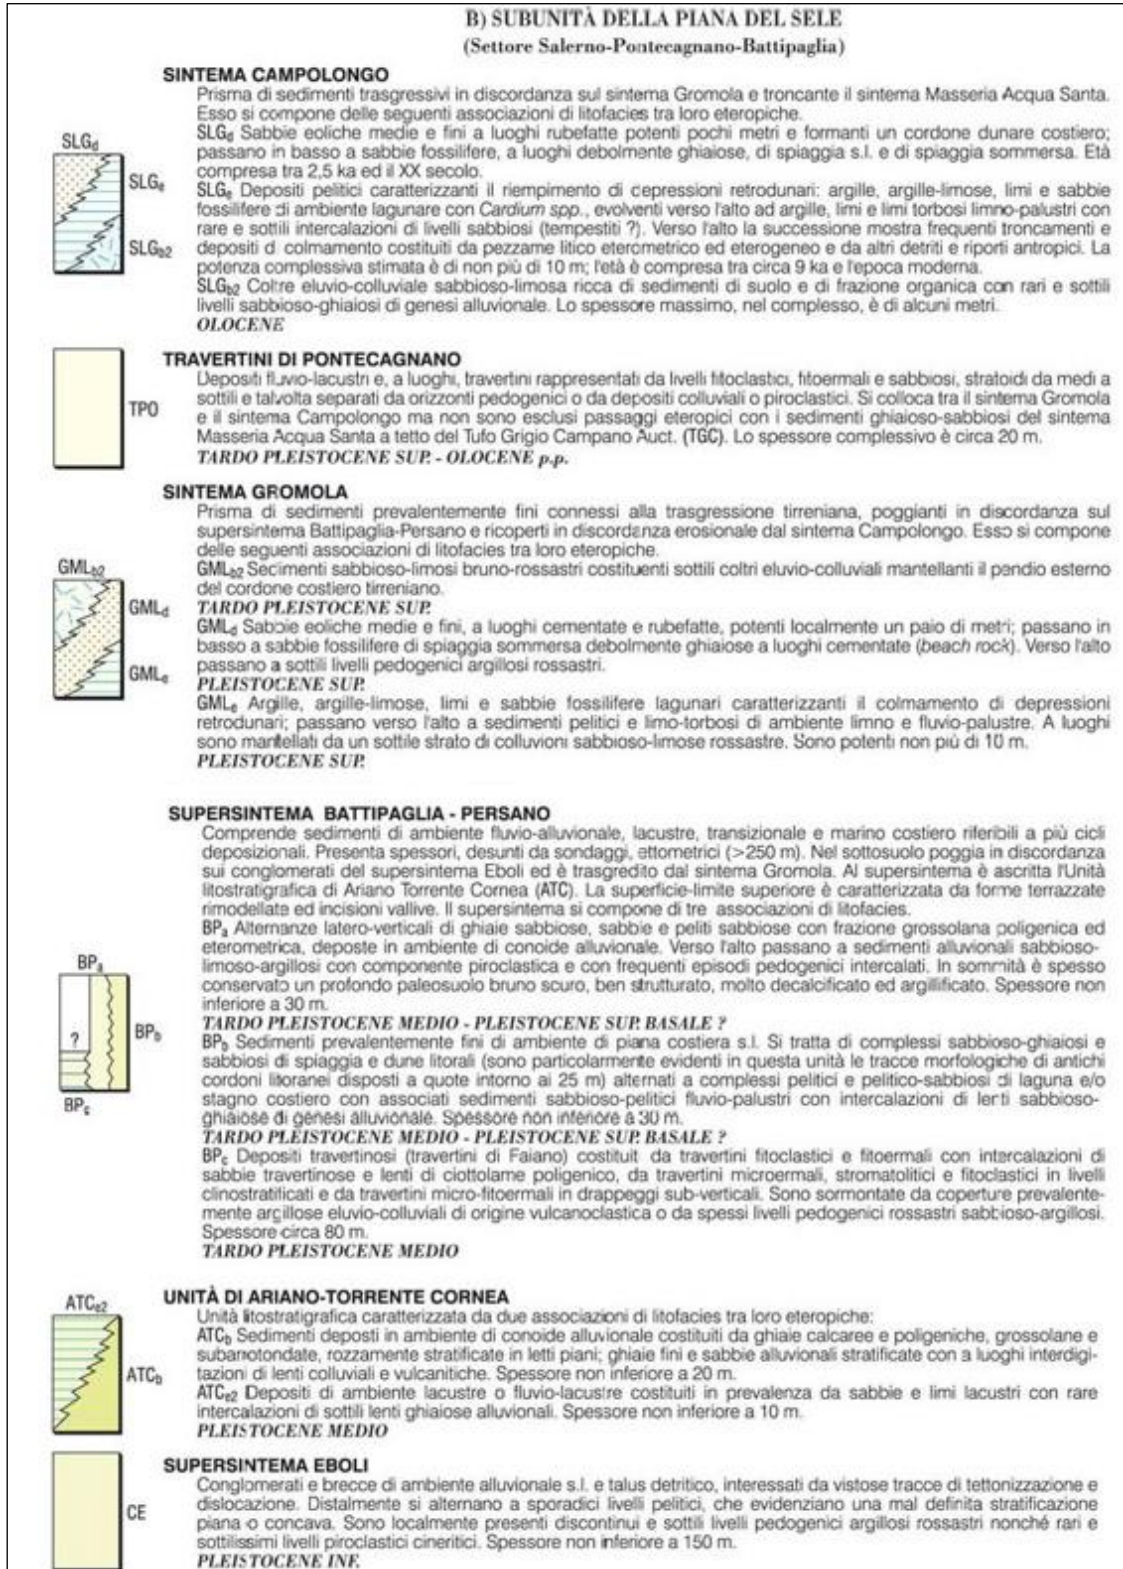 B) SUBUNITÀ DELLA PIANA DEL SELE
(Settore Salerno-Pontecagnano-Battipaglia)
SINTEMA CAMPOLONGO
Prisma di sedimenti trasgressivi in discordanza sul sintema Gromola e troncante il sintema Masseria Acqua Santa.
Esso si compone delle seguenti associazioni di litofacies tra loro eteropiche.
SLGd Sabbie eoliche medie e fini a luoghi rubefatte potenti pochi metri e formanti un cordone dunare costiero;
passano in basso a sabbie fossilifere, a luoghi debolmente ghiaiose, di spiaggia s.l. e di spiaggia sommersa. Età
compresa tra 2,5 ka ed il XX secolo.
SLGe Depositi pelitici caratterizzanti il riempimento di depressioni retrodunari: argille, argille-limose, limi e sabbie
fossilifere di ambiente lagunare con Cardium spp., evolventi verso l'alto ad argille, limi e limi torbosi limno-palustri con
rare e sottili intercalazioni di livelli sabbiosi (tempestiti ?). Verso l'alto la successione mostra frequenti troncamenti e
depositi d colmamento costituiti da pezzame litico eterometrico ed eterogeneo e da altri detriti e riporti antropici. La
potenza complessiva stimata è di non più di 10 m; l'età è compresa tra circa 9 ka e l'epoca moderna.
SLGb2 Coltre eluvio-colluviale sabbioso-limosa ricca di sedimenti di suolo e di frazione organica con rari e sottili
livelli sabbioso-ghiaiosi di genesi alluvionale. Lo spessore massimo, nel complesso, è di alcuni metri.
OLOCENE
SLGd
SLGe
SLGb2
TRAVERTINI DI PONTECAGNANO
Depositi fluvio-lacustri e, a luoghi, travertini rappresentati da livelli fitoclastici, fitoermali e sabbiosi, stratoidi da medi a
sottili e talvolta separati da orizzonti pedogenici o da depositi colluviali o piroclastici. Si colloca tra il sintema Gromola
e il sintema Campolongo ma non sono esclusi passaggi eteropici con i sedimenti ghiaioso-sabbiosi del sintema
Masseria Acqua Santa a tetto del Tufo Grigio Campano Auct. (TGC). Lo spessore complessivo è circa 20 m.
TARDO PLEISTOCENE SUP. - OLOCENE p.p.
TPO
SINTEMA GROMOLA
Prisma di sedimenti prevalentemente fini connessi alla trasgressione tirreniana, poggianti in discordanza sul
supersintema Battipaglia-Persano e ricoperti in discordanza erosionale dal sintema Campolongo. Esso si compone
delle seguenti associazioni di litofacies tra loro eteropiche.
GMLb2 Sedimenti sabbioso-limosi bruno-rossastri costituenti sottili coltri eluvio-colluviali mantellanti il pendio esterno
del cordone costiero tirreniano.
TARDO PLEISTOCENE SUP.
GMLd Sabbie eoliche medie e fini, a luoghi cementate e rubefatte, potenti localmente un paio di metri; passano in
basso a sabbie fossilifere di spiaggia sommersa debolmente ghiaiose a luoghi cementate (beach rock). Verso l'alto
passano a sottili livelli pedogenici argillosi rossastri.
PLEISTOCENE SUP.
GMLe Argille, argille-limose, limi e sabbie fossilifere lagunari caratterizzanti il colmamento di depressioni
retrodunari; passano verso l'alto a sedimenti pelitici e limo-torbosi di ambiente limno e fluvio-palustre. A luoghi
sono mantellati da un sottile strato di colluvioni sabbioso-limose rossastre. Sono potenti non più di 10 m.
PLEISTOCENE SUP.
GMLb2
GMLd
GMLe
SUPERSINTEMA BATTIPAGLIA - PERSANO
Comprende sedimenti di ambiente fluvio-alluvionale, lacustre, transizionale e marino costiero riferibili a più cicli
deposizionali. Presenta spessori, desunti da sondaggi, ettometrici (>250 m). Nel sottosuolo poggia in discordanza
sui conglomerati del supersintema Eboli ed è trasgredito dal sintema Gromola. Al supersintema è ascritta l'Unità
litostratigrafica di Ariano Torrente Cornea (ATC). La superficie-limite superiore è caratterizzata da forme terrazzate
rimodellate ed incisioni vallive. Il supersintema si compone di tre associazioni di litofacies.
BPa Alternanze latero-verticali di ghiaie sabbiose, sabbie e peliti sabbiose con frazione grossolana poligenica ed
eterometrica, deposte in ambiente di conoide alluvionale. Verso l'alto passano a sedimenti alluvionali sabbioso-
limoso-argillosi con componente piroclastica e con frequenti episodi pedogenici intercalati. In sommità è spesso
conservato un profondo paleosuolo bruno scuro, ben strutturato, molto decalcificato ed argillificato. Spessore non
inferiore a 30 m.
TARDO PLEISTOCENE MEDIO - PLEISTOCENE SUP. BASALE ?
BPb Sedimenti prevalentemente fini di ambiente di piana costiera s.l. Si tratta di complessi sabbioso-ghiaiosi e
sabbiosi di spiaggia e dune litorali (sono particolarmente evidenti in questa unità le tracce morfologiche di antichi
cordoni litoranei disposti a quote intorno ai 25 m) alternati a complessi pelitici e pelitico-sabbiosi di laguna e/o
stagno costiero con associati sedimenti sabbioso-pelitici fluvio-palustri con intercalazioni di lenti sabbioso-
ghiaiose di genesi alluvionale. Spessore non inferiore a 30 m.
TARDO PLEISTOCENE MEDIO - PLEISTOCENE SUP. BASALE ?
BPc Depositi travertinosi (travertini di Faiano) costituit da travertini fitoclastici e fitoermali con intercalazioni di
sabbie travertinose e lenti di ciottolame poligenico, da travertini microermali, stromatolitici e fitoclastici in livelli
clinostratificati e da travertini micro-fitoermali in drappeggi sub-verticali. Sono sormontate da coperture prevalente-
mente argillose eluvio-colluviali di origine vulcanoclastica o da spessi livelli pedogenici rossastri sabbioso-argillosi.
Spessore circa 80 m.
TARDO PLEISTOCENE MEDIO
BPa
?
BPb
BPc
UNITÀ DI ARIANO-TORRENTE CORNEA
Unità litostratigrafica caratterizzata da due associazioni di litofacies tra loro eteropiche:
ATCb Sedimenti deposti in ambiente di conoide alluvionale costituiti da ghiaie calcaree e poligeniche, grossolane e
subarrotondate, rozzamente stratificate in letti piani; ghiaie fini e sabbie alluvionali stratificate con a luoghi interdigi-
tazioni di lenti colluviali e vulcanitiche. Spessore non inferiore a 20 m.
ATCe2 Depositi di ambiente lacustre o fluvio-lacustre costituiti in prevalenza da sabbie e limi lacustri con rare
intercalazioni di sottili lenti ghiaiose alluvionali. Spessore non inferiore a 10 m.
PLEISTOCENE MEDIO
ATCe2
ATCb
SUPERSINTEMA EBOLI
Conglomerati e brecce di ambiente alluvionale s.l. e talus detritico, interessati da vistose tracce di tettonizzazione e
dislocazione. Distalmente si alternano a sporadici livelli pelitici, che evidenziano una mal definita stratificazione
piana o concava. Sono localmente presenti discontinui e sottili livelli pedogenici argillosi rossastri nonché rari e
sottilissimi livelli piroclastici cineritici. Spessore non inferiore a 150 m.
PLEISTOCENE INF.
CE